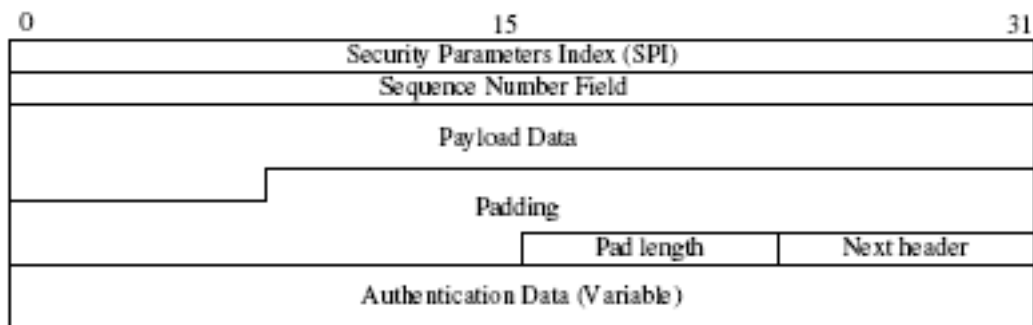 0 15 31
Security Parameters Index (SPI)
Sequence Number Field
Payload Data
Padding
Pad length Next header
Authentication Data (Variable)